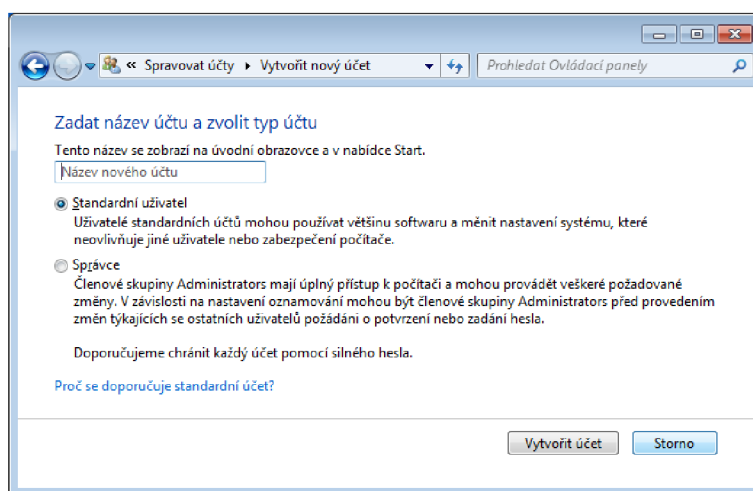 « Spravovat účty ▸ Vytvořit nový účet
Prohledat Ovládací panely
Zadat název účtu a zvolit typ účtu
Tento název se zobrazí na úvodní obrazovce a v nabídce Start.
Název nového účtu
Standardní uživatel
Uživatelé standardních účtů mohou používat většinu softwaru a měnit nastavení systému, které
neovlivňuje jiné uživatele nebo zabezpečení počítače.
Správce
Členové skupiny Administrators mají úplný přístup k počítači a mohou provádět veškeré požadované
změny. V závislosti na nastavení oznamování mohou být členové skupiny Administrators před provedením
změn týkajících se ostatních uživatelů požádáni o potvrzení nebo zadání hesla.
Doporučujeme chránit každý účet pomocí silného hesla.
Proč se doporučuje standardní účet?
Vytvořit účet
Storno